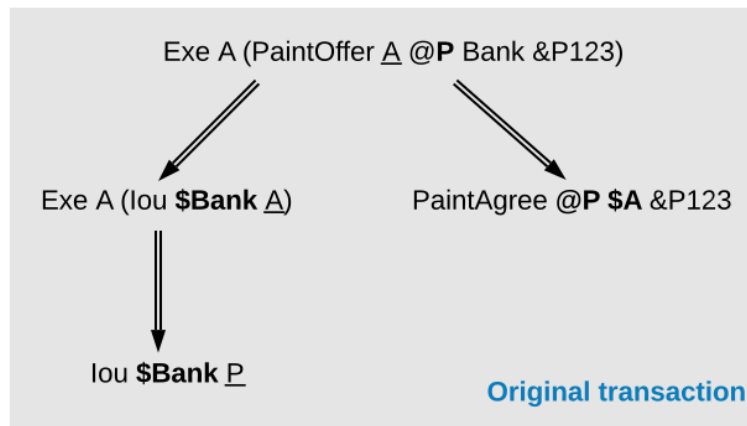 Exe A (PaintOffer A @P Bank &P123)
Exe A (Iou $Bank A)
PaintAgree @P $A &P123
Iou $Bank P
Original transaction